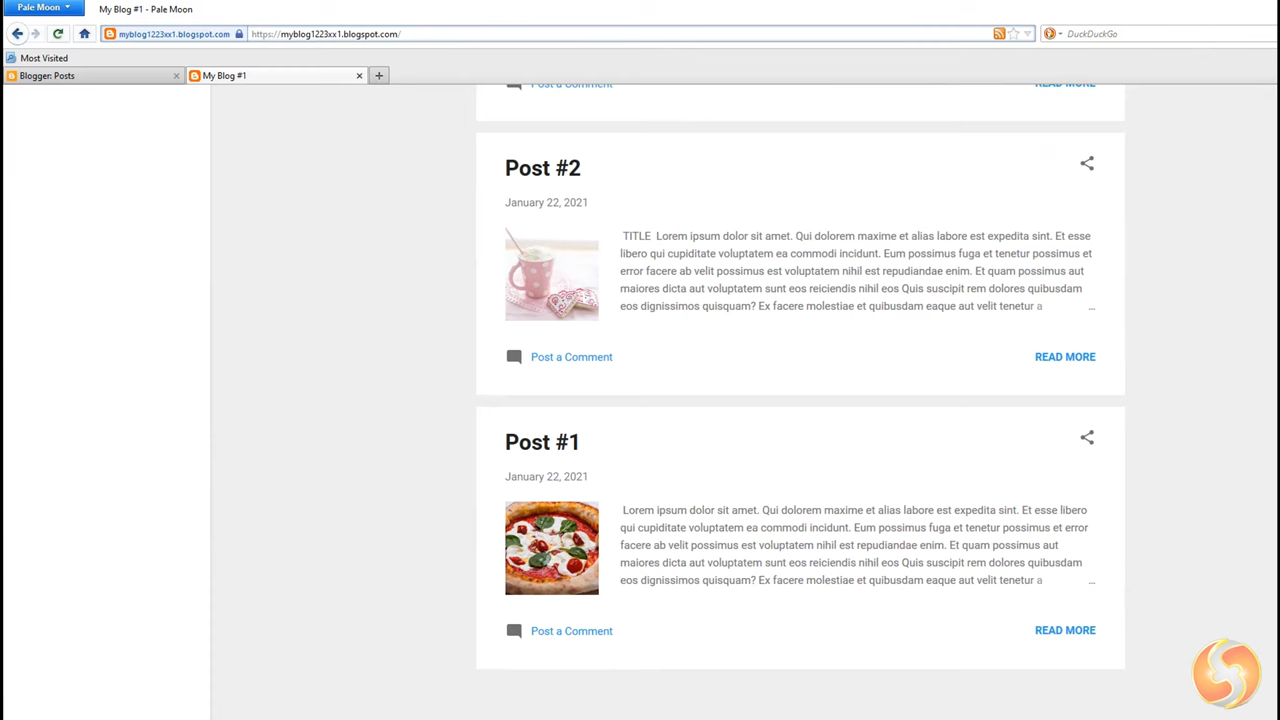 Pale Moon
My Blog #1 - Pale Moon
myblog1223xx1.blogspot.com
https://myblog1223xx1.blogspot.com/
DuckDuckGo
Most Visited
Blogger: Posts
My Blog #1
Post a Comment
READ MORE
Post #2
January 22, 2021
TITLE Lorem ipsum dolor sit amet. Qui dolorem maxime et alias labore est expedita sint. Et esse
libero qui cupiditate voluptatem ea commodi incidunt. Eum possimus fuga et tenetur possimus et
error facere ab velit possimus est voluptatem nihil est repudiandae enim. Et quam possimus aut
maiores dicta aut voluptatem sunt eos reiciendis nihil eos Quis suscipit rem dolores quibusdam
eos dignissimos quisquam? Ex facere molestiae et quibusdam eaque aut velit tenetur a ...
Post a Comment
READ MORE
Post #1
January 22, 2021
Lorem ipsum dolor sit amet. Qui dolorem maxime et alias labore est expedita sint. Et esse libero
qui cupiditate voluptatem ea commodi incidunt. Eum possimus fuga et tenetur possimus et error
facere ab velit possimus est voluptatem nihil est repudiandae enim. Et quam possimus aut
maiores dicta aut voluptatem sunt eos reiciendis nihil eos Quis suscipit rem dolores quibusdam
eos dignissimos quisquam? Ex facere molestiae et quibusdam eaque aut velit tenetur a ...
Post a Comment
READ MORE